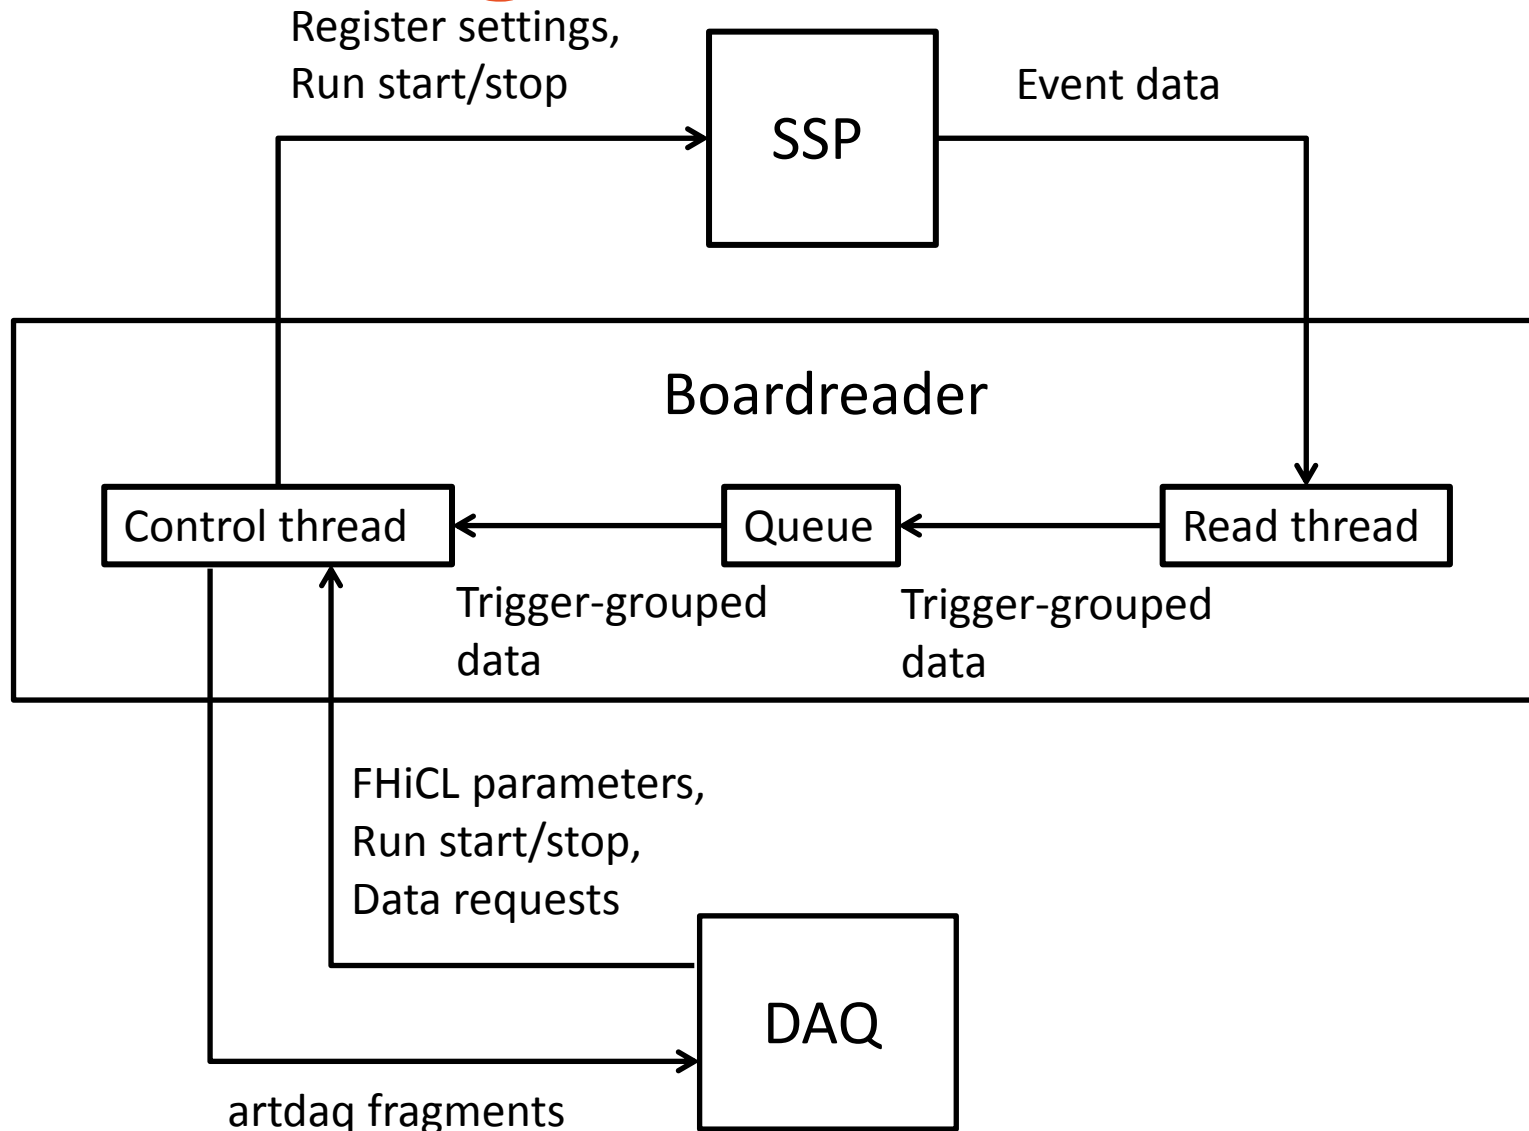 Register settings,
Run start/stop
SSP
Event data
Boardreader
Control thread
Queue
Read thread
Trigger-grouped
data
Trigger-grouped
data
FHiCL parameters,
Run start/stop,
Data requests
DAQ
artdaq fragments